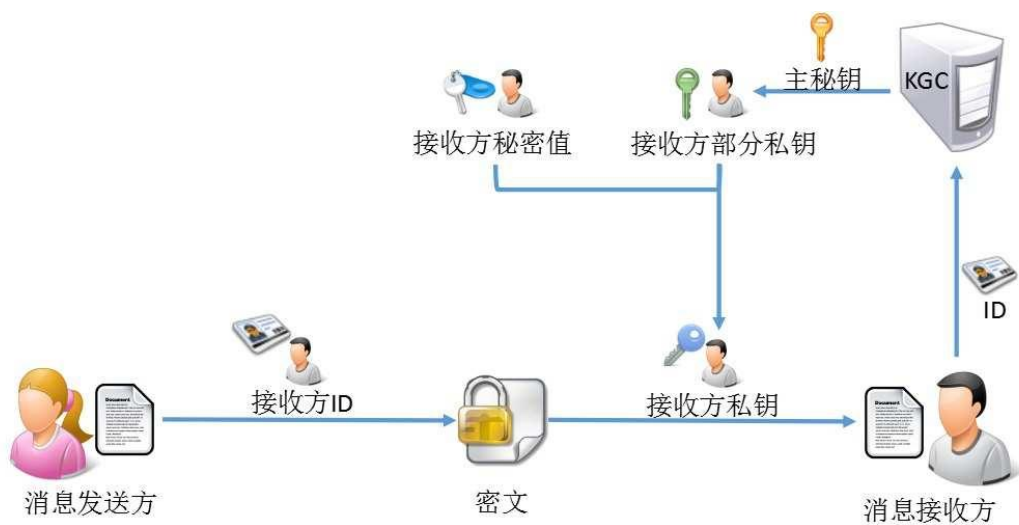 主秘钥
KGC
接收方秘密值
接收方部分私钥
ID
接收方ID
接收方私钥
Document
Document
消息发送方
密文
消息接收方